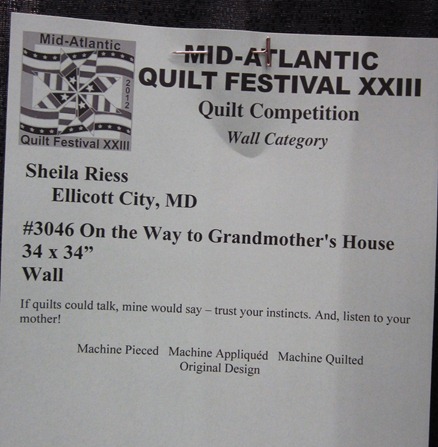 Mid-Atlantic
2012
Quilt Festival XXIII
MID-ATLANTIC
QUILT FESTIVAL XXIII
Quilt Competition
Wall Category
Sheila Riess
Ellicott City, MD
#3046 On the Way to Grandmother's House
34 x 34”
Wall
If quilts could talk, mine would say – trust your instincts. And, listen to your
mother!
Machine Pieced Machine Appliquéd Machine Quilted
Original Design